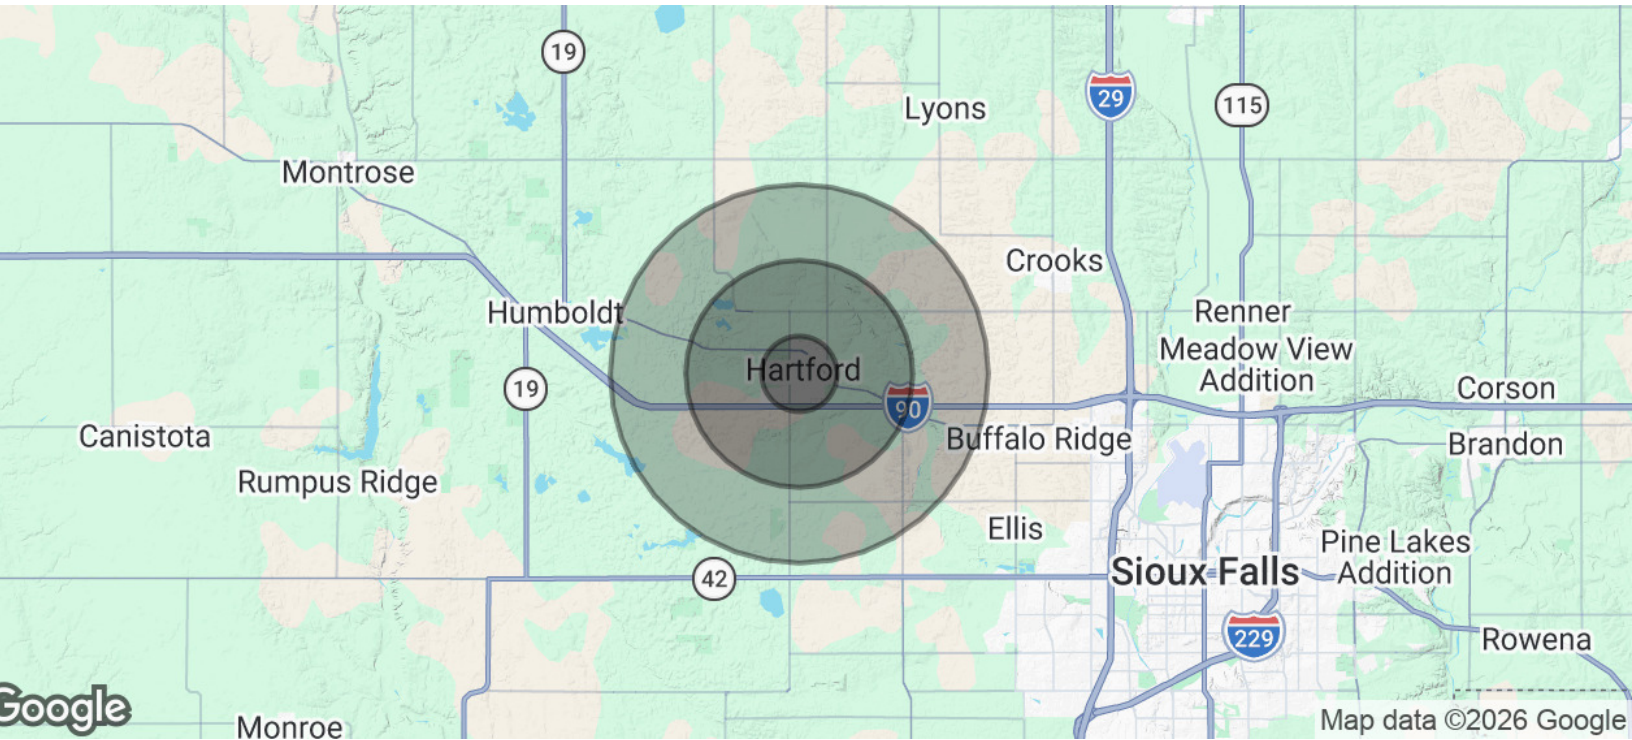 19
29
115
Lyons
Montrose
Crooks
Humboldt
Renner
Meadow View
Addition
Hartford
19
90
Corson
Canistota
Buffalo Ridge
Brandon
Rumpus Ridge
Ellis
Pine Lakes
Addition
42
Sioux Falls
229
Rowena
Google
Monroe
Map data ©2026 Google